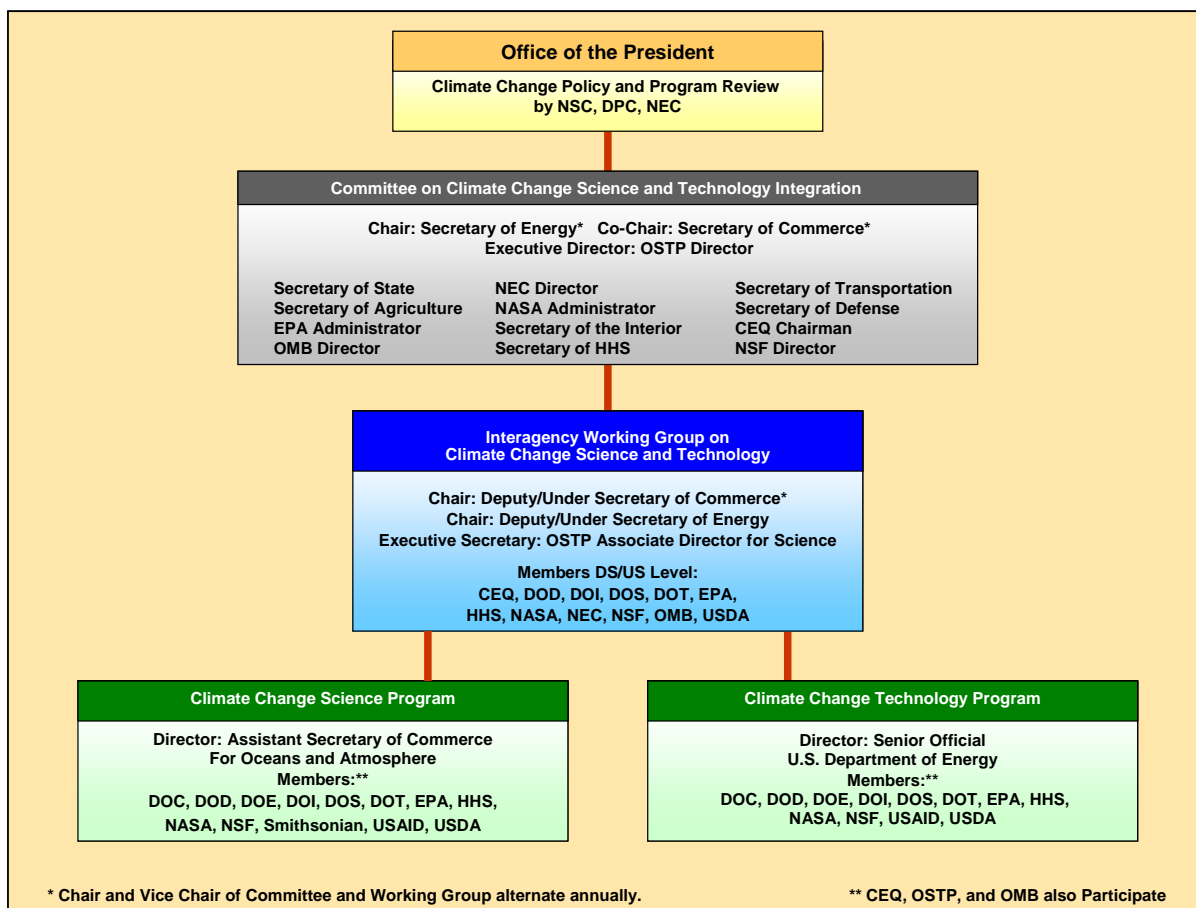 Office of the President
Climate Change Policy and Program Review
by NSC, DPC, NEC
Committee on Climate Change Science and Technology Integration
Chair: Secretary of Energy* Co-Chair: Secretary of Commerce*
Executive Director: OSTP Director
Secretary of State NEC Director Secretary of Transportation
Secretary of Agriculture NASA Administrator Secretary of Defense
EPA Administrator Secretary of the Interior CEQ Chairman
OMB Director Secretary of HHS NSF Director
Interagency Working Group on
Climate Change Science and Technology
Chair: Deputy/Under Secretary of Commerce*
Chair: Deputy/Under Secretary of Energy
Executive Secretary: OSTP Associate Director for Science
Members DS/US Level:
CEQ, DOD, DOI, DOS, DOT, EPA,
HHS, NASA, NEC, NSF, OMB, USDA
Climate Change Science Program
Director: Assistant Secretary of Commerce
For Oceans and Atmosphere
Members:**
DOC, DOD, DOE, DOI, DOS, DOT, EPA, HHS,
NASA, NSF, Smithsonian, USAID, USDA
Climate Change Technology Program
Director: Senior Official
U.S. Department of Energy
Members:**
DOC, DOD, DOE, DOI, DOS, DOT, EPA, HHS,
NASA, NSF, USAID, USDA
* Chair and Vice Chair of Committee and Working Group alternate annually.
** CEQ, OSTP, and OMB also Participate